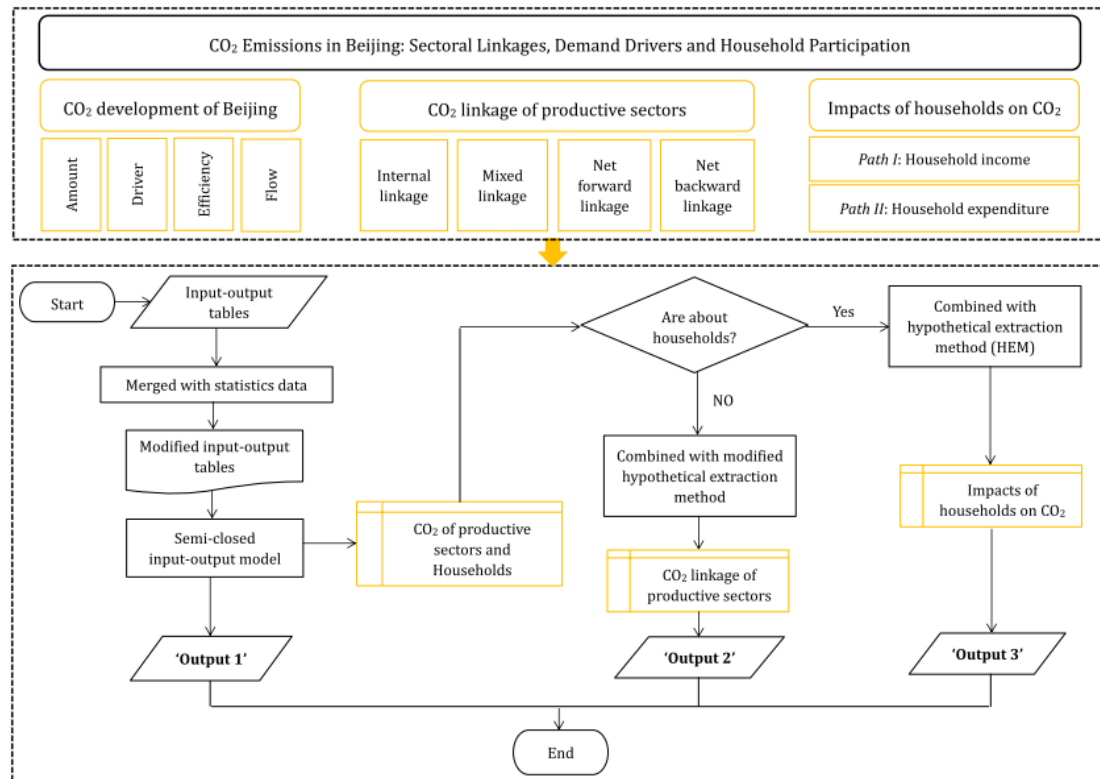 CO₂ Emissions in Beijing: Sectoral Linkages, Demand Drivers and Household Participation
CO₂ development of Beijing
Amount
Driver
Efficiency
Flow
CO₂ linkage of productive sectors
Internal
linkage
Mixed
linkage
Net
forward
linkage
Net
backward
linkage
Impacts of households on CO₂
Path I: Household income
Path II: Household expenditure
Start
Input-output
tables
Merged with statistics data
Modified input-output
tables
Semi-closed
input-output model
CO₂ of productive
sectors and
Households
Are about
households?
Yes
NO
Combined with
hypothetical extraction
method (HEM)
Combined with modified
hypothetical extraction
method
Impacts of
households on CO₂
CO₂ linkage of
productive sectors
‘Output 1’
‘Output 2’
‘Output 3’
End